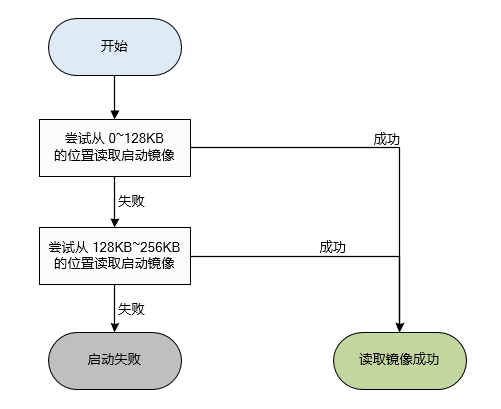 开始
尝试从 0~128KB
的位置读取启动镜像
成功
失败
尝试从 128KB~256KB
的位置读取启动镜像
成功
失败
启动失败
读取镜像成功